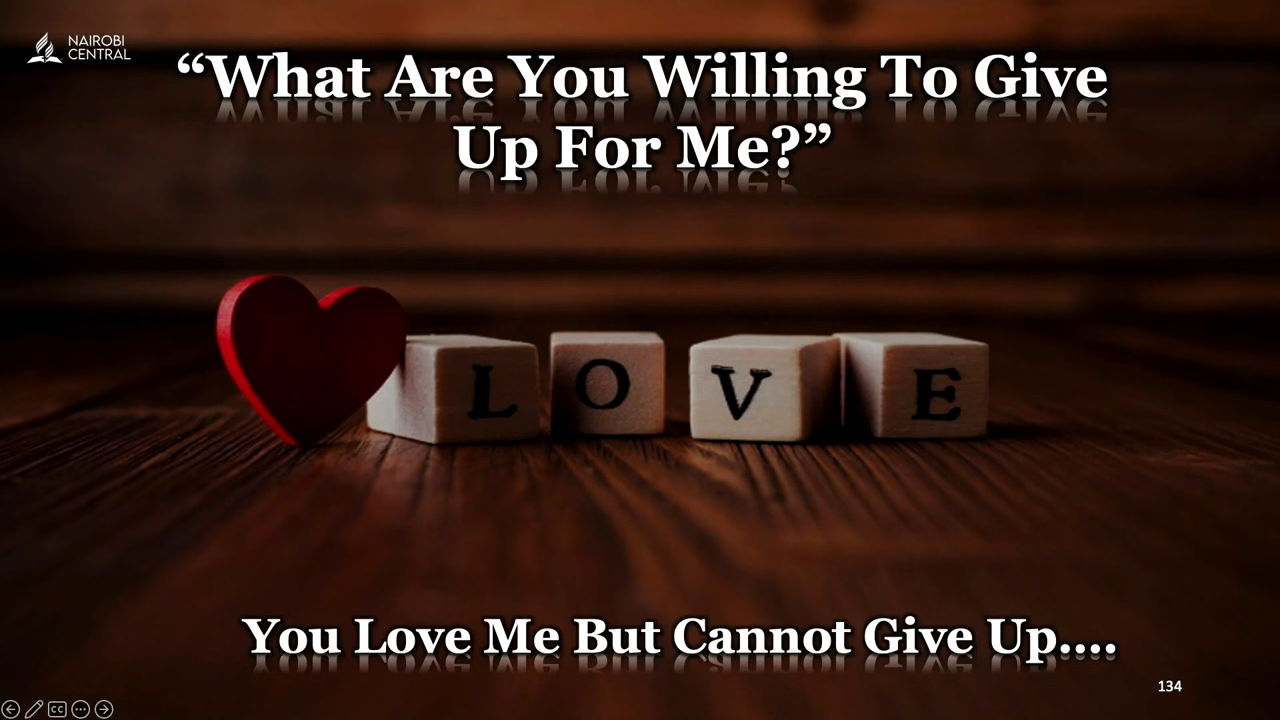 NAIROBI
CENTRAL
“What Are You Willing To Give
Up For Me?”
L O V E
You Love Me But Cannot Give Up....
134
CC